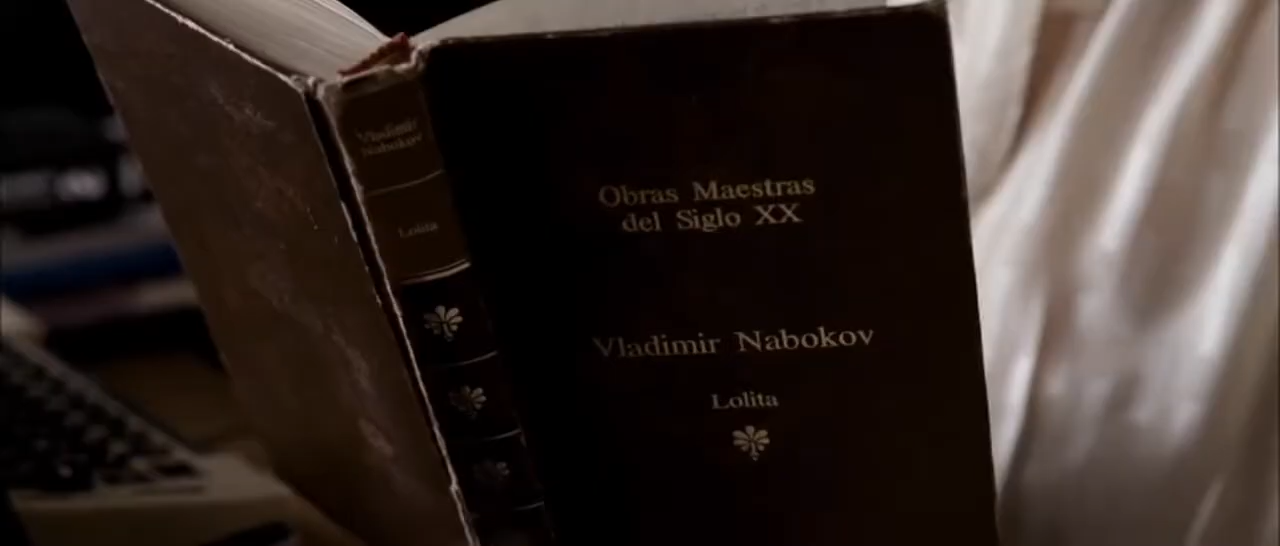 Vladimir
Nabokov
Lolita
Obras Maestras
del Siglo XX
Vladimir Nabokov
Lolita